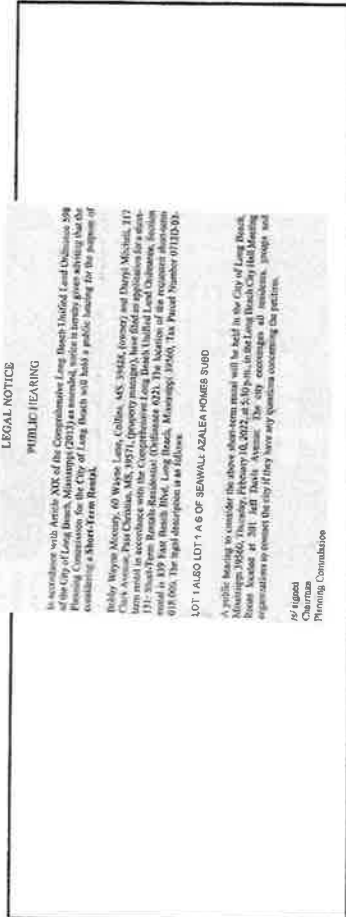 LEGAL NOTICE
PUBLIC HEARING
In accordance with Article XIX of the Comprehensive Long Beach Unified Land Ordinance 598
of the City of Long Beach, Mississippi (2013) as amended, notice is hereby given advising that the
Planning Commission for the City of Long Beach will hold a public hearing for the purpose of
considering a Short-Term Rental.
Bobby Wayne 60 Wayne Lane, Collins, MS, 39428, (owner) and Darryl 217
Clark Avenue, Pass Christian, MS, 39571, (property manager), have filed an application for a short-
term rental in accordance with the Comprehensive Long Beach Unified Land Ordinance, Section
131- Short-Term Rentals-Residential (Ordinance 622). The location of the requested short-term
rental is 839 East Beach Blvd, Long Beach, Mississippi 39560, Tax Parcel Number
The legal description is as follows:
LOT 1 ALSO LOT 1 A & OF SEAWALL AZALEA HOMES SUBD
A public hearing to consider the above short-term rental will be held in the City of Long Beach,
Mississippi 39560, Thursday, February 10, 2022, at 5:30 p.m., in the Long Beach City Hall Meeting
Room located at 201 Jeff Davis Avenue. The city encourages all residents, groups and
organizations to contact the city if they have any questions concerning the petition.
/s/ signed
Chairman
Planning Commission